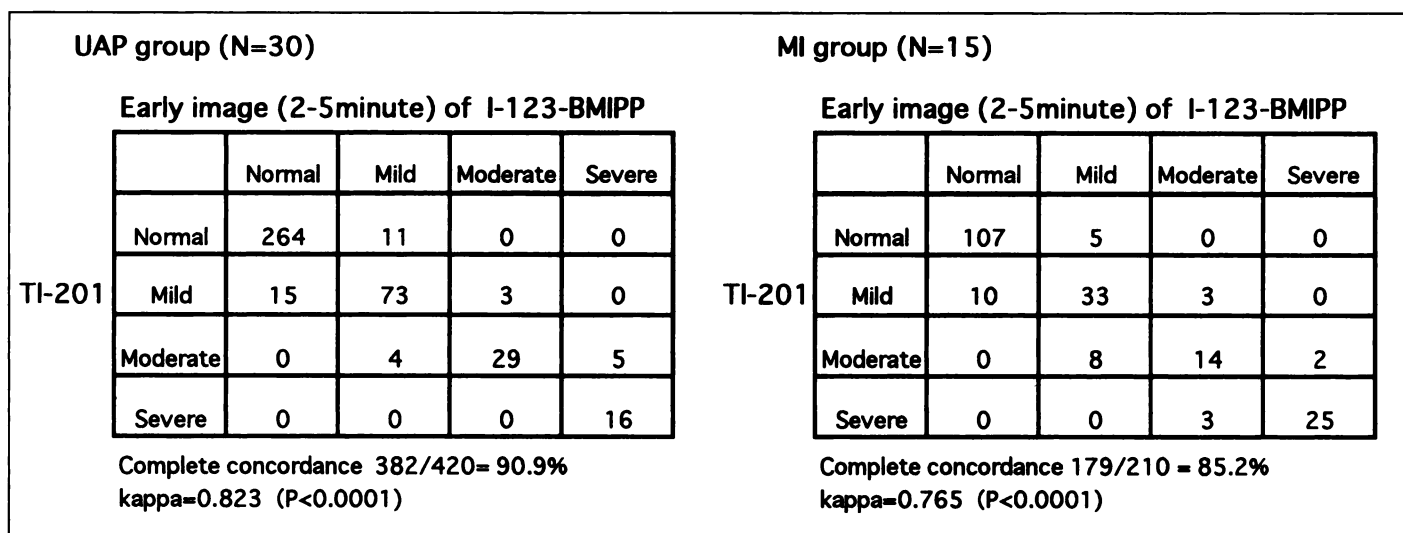 UAP group (N=30)
Early image (2-5minute) of I-123-BMIPP
Normal Mild Moderate Severe
Normal 264 11 0 0
Tl-201 Mild 15 73 3 0
Moderate 0 4 29 5
Severe 0 0 0 16
Complete concordance 382/420= 90.9%
kappa=0.823 (P<0.0001)
MI group (N=15)
Early image (2-5minute) of I-123-BMIPP
Normal Mild Moderate Severe
Normal 107 5 0 0
Tl-201 Mild 10 33 3 0
Moderate 0 8 14 2
Severe 0 0 3 25
Complete concordance 179/210 = 85.2%
kappa=0.765 (P<0.0001)